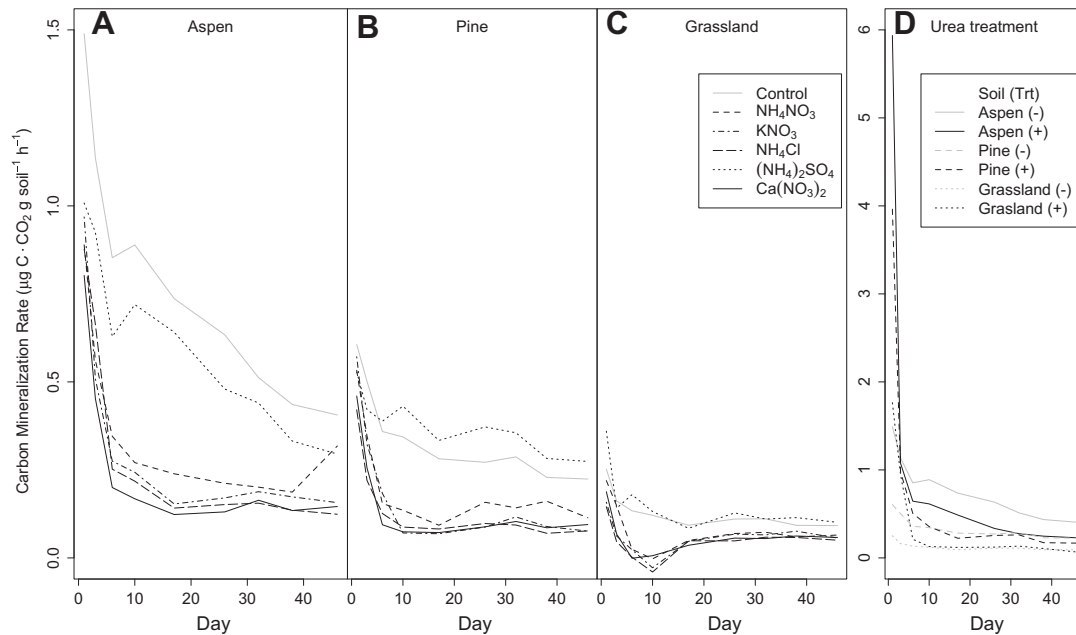 A
Aspen
B
Pine
C
Grassland
D
Urea treatment
Carbon Mineralization Rate (µg C · CO₂ g soil⁻¹ h⁻¹)
1.5
1.0
0.5
0.0
Control
NH₄NO₃
KNO₃
NH₄Cl
(NH₄)₂SO₄
Ca(NO₃)₂
6
5
4
3
2
1
0
Soil (Trt)
Aspen (-)
Aspen (+)
Pine (-)
Pine (+)
Grassland (-)
Grasland (+)
0 10 20 30 40
0 10 20 30 40
0 10 20 30 40
0 10 20 30 40
Day
Day
Day
Day